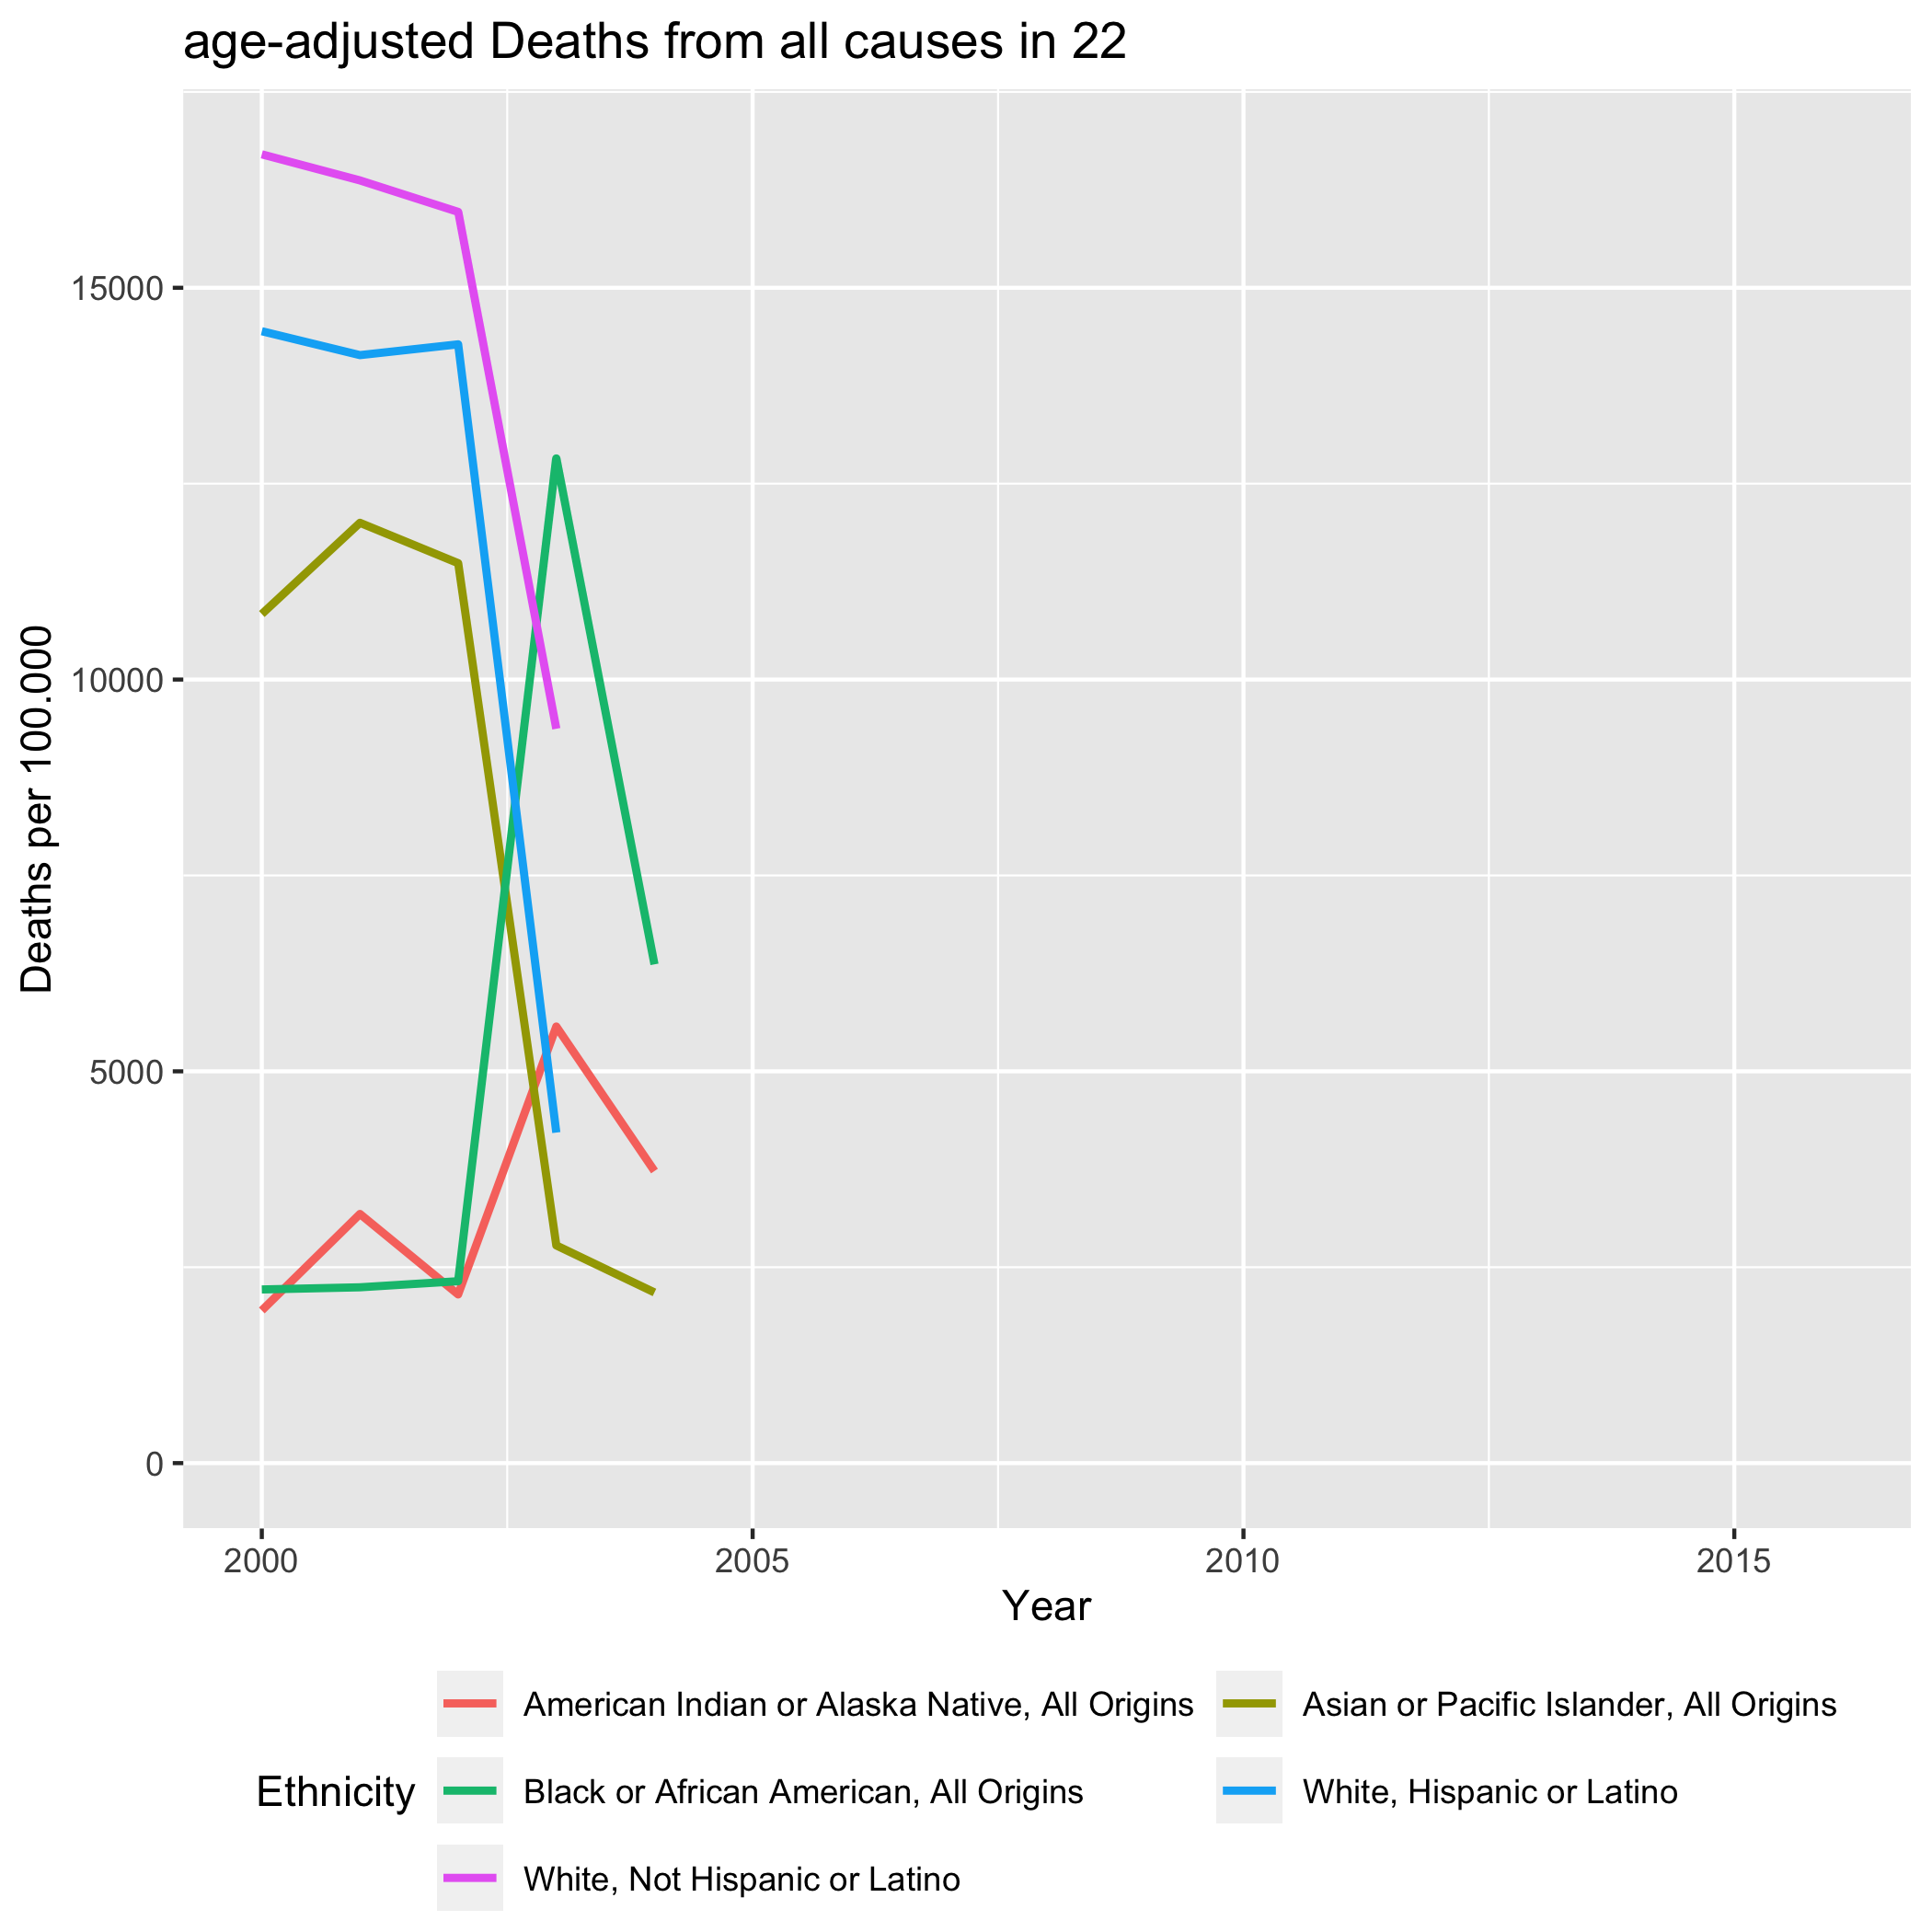 age-adjusted Deaths from all causes in 22
Deaths per 100.000
15000
10000
5000
0
2000 2005 2010 2015
Year
Ethnicity
American Indian or Alaska Native, All Origins
Asian or Pacific Islander, All Origins
Black or African American, All Origins
White, Hispanic or Latino
White, Not Hispanic or Latino